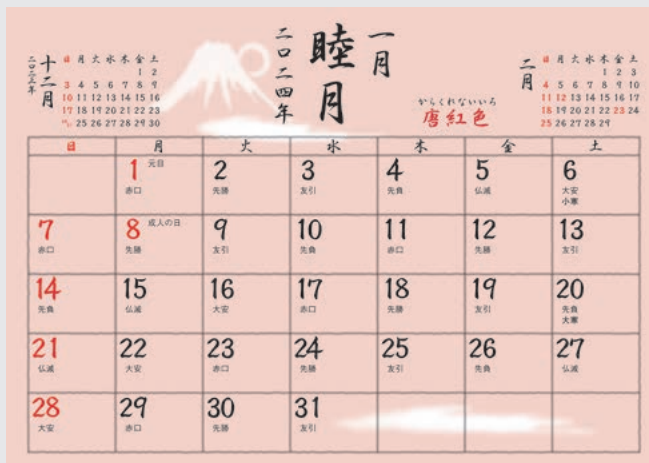 一月
睦月
二〇二四年
十二月
二〇二三年
日 月 火 水 木 金 土
1 2
3 4 5 6 7 8 9
10 11 12 13 14 15 16
17 18 19 20 21 22 23
25 26 27 28 29 30
からくれないいろ
唐紅色
二月
日 月 火 水 木 金 土
1 2 3
4 5 6 7 8 9 10
11 12 13 14 15 16 17
18 19 20 21 22 23 24
25 26 27 28 29
日 月 火 水 木 金 土
1 元日 2 3 4 5 6
赤口 先勝 友引 先負 仏滅 大安
小寒
7 8 成人の日 9 10 11 12 13
赤口 先勝 友引 先負 赤口 先勝 友引
14 15 16 17 18 19 20
先負 仏滅 大安 赤口 先勝 友引 先負
大寒
21 22 23 24 25 26 27
仏滅 大安 赤口 先勝 友引 先負 仏滅
28 29 30 31
大安 赤口 先勝 友引